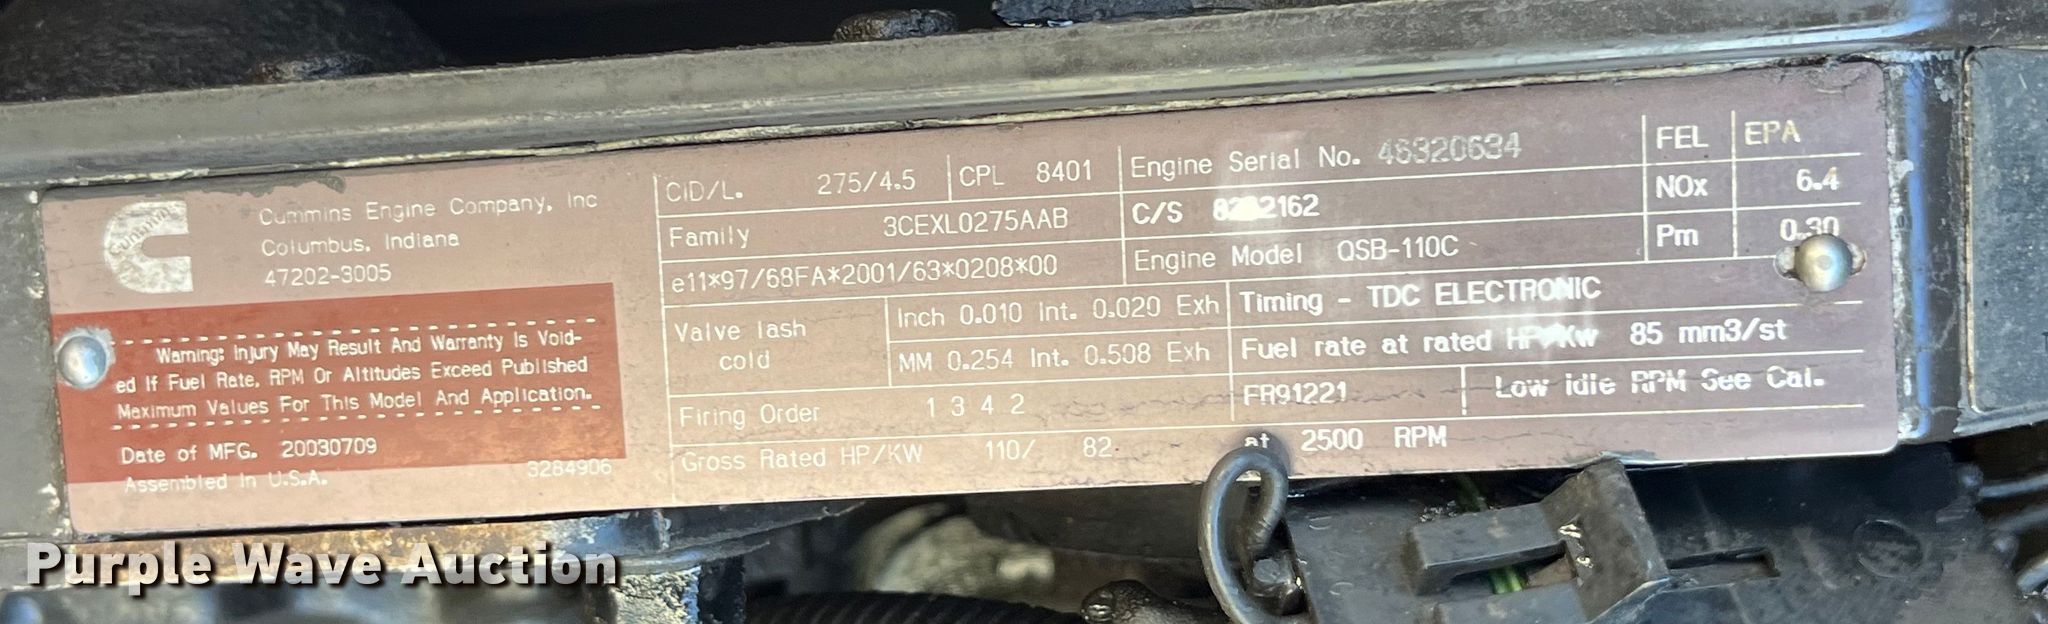 Cummins
Cummins Engine Company, Inc
Columbus, Indiana
47202-3005
Warning: Injury May Result And Warranty Is Void-
ed If Fuel Rate, RPM Or Altitudes Exceed Published
Maximum Values For This Model And Application.
Date of MFG. 20030709
Assembled In U.S.A. 3284906
CID/L. 275/4.5 CPL 8401
Family 3CEXL0275AAB
e11*97/68FA*2001/63*0208*00
Valve lash cold
Inch 0.010 Int. 0.020 Exh
MM 0.254 Int. 0.508 Exh
Firing Order 1 3 4 2
Gross Rated HP/KW 110/ 82 at 2500 RPM
Engine Serial No. 46320634
C/S
Engine Model QSB-110C
FEL EPA
NOx 6.4
Pm 0.30
Timing - TDC ELECTRONIC
Fuel rate at rated HP/Kw 85 mm3/st
FR91221 Low idle RPM See Cal.
Purple Wave Auction